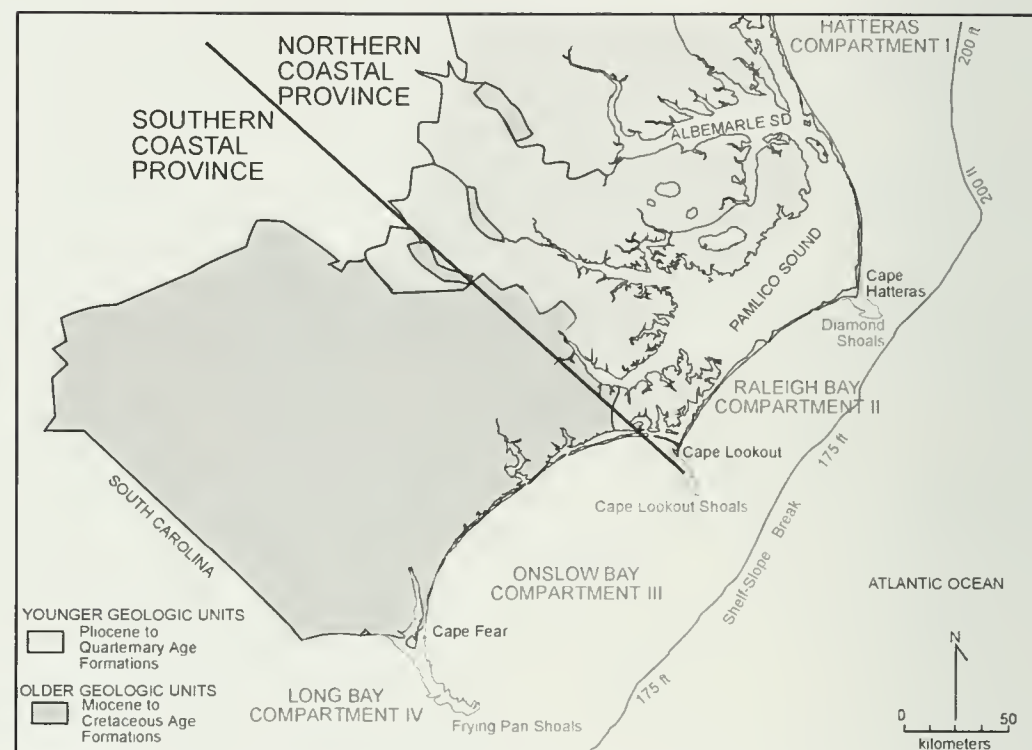 HATTERAS
COMPARTMENT I
200 ft
NORTHERN
COASTAL
PROVINCE
SOUTHERN
COASTAL
PROVINCE
ALBEMARLE SD
200 ft
PAMLICO SOUND
Cape
Hatteras
Diamond
Shoals
RALEIGH BAY
COMPARTMENT II
175 ft
Cape Lookout
Cape Lookout Shoals
Shelf-Slope Break
SOUTH CAROLINA
ONSLOW BAY
COMPARTMENT III
ATLANTIC OCEAN
YOUNGER GEOLOGIC UNITS
Pliocene to
Quarternary Age
Formations
Cape Fear
N
OLDER GEOLOGIC UNITS
Miocene to
Cretaceous Age
Formations
LONG BAY
COMPARTMENT IV
Frying Pan Shoals
175 ft
0 50
kilometers